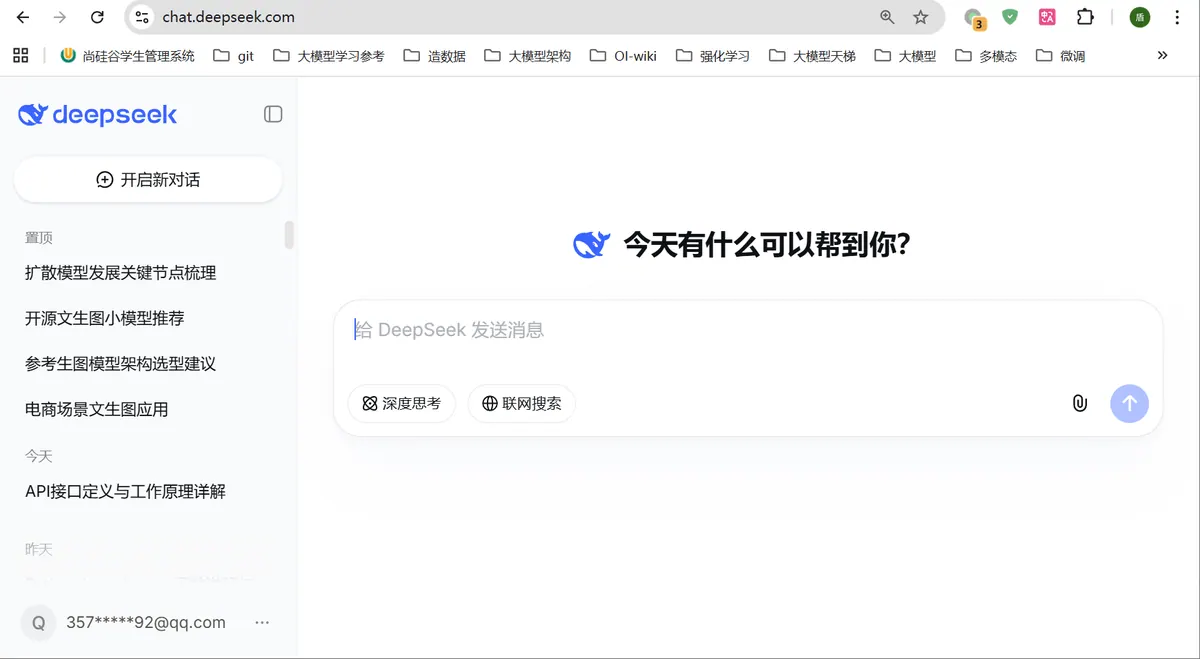 chat.deepseek.com
3
盾
尚硅谷学生管理系统 git 大模型学习参考 造数据 大模型架构 OI-wiki 强化学习 大模型天梯 大模型 多模态 微调
deepseek
开启新对话
置顶
扩散模型发展关键节点梳理
开源文生图小模型推荐
参考生图模型架构选型建议
电商场景文生图应用
今天
API接口定义与工作原理详解
昨天
Q 357*****92@qq.com ...
今天有什么可以帮到你？
给 DeepSeek 发送消息
深度思考 联网搜索